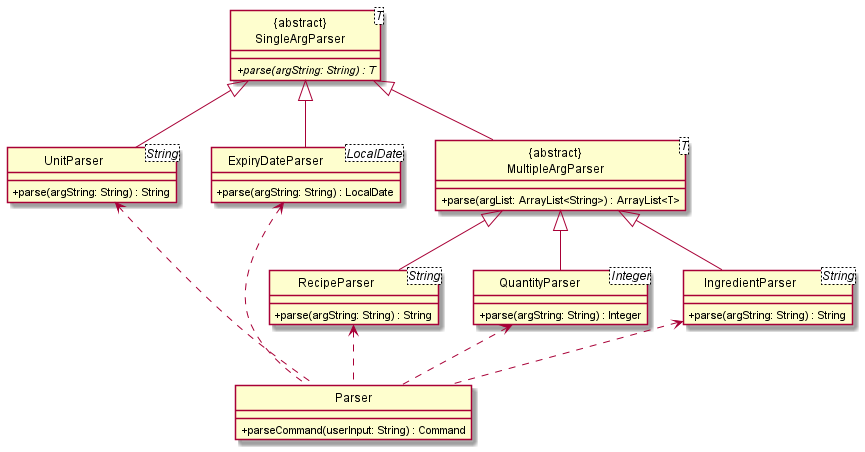 T
{abstract}
SingleArgParser
+parse(argString: String) : T
UnitParser
String
+parse(argString: String) : String
ExpiryDateParser
LocalDate
+parse(argString: String) : LocalDate
T
{abstract}
MultipleArgParser
+parse(argList: ArrayList<String>) : ArrayList<T>
RecipeParser
String
+parse(argString: String) : String
QuantityParser
Integer
+parse(argString: String) : Integer
IngredientParser
String
+parse(argString: String) : String
Parser
+parseCommand(userInput: String) : Command